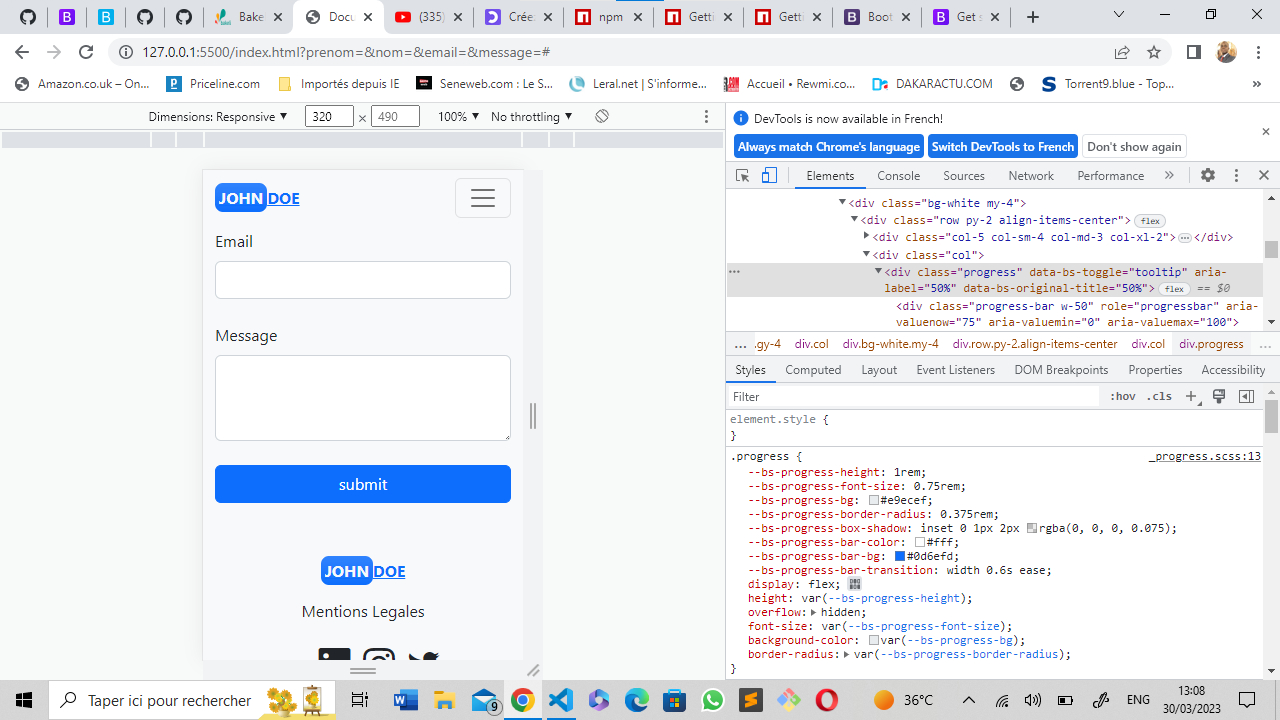 Bake
Docu
(335)
Crée
npm
Getti
Gett
Boot
Get s
127.0.0.1:5500/index.html?prenom=&nom=&email=&message=#
Amazon.co.uk – On...
Priceline.com
Importés depuis IE
Seneweb.com : Le S...
Leral.net | S'informe...
Accueil • Rewmi.co...
DAKARACTU.COM
Torrent9.blue - Top...
»
Dimensions: Responsive ▼ 320 × 490 100% ▼ No throttling ▼
DevTools is now available in French!
Always match Chrome's language Switch DevTools to French Don't show again
Elements Console Sources Network Performance »
JOHN DOE
Email
Message
submit
JOHN DOE
Mentions Legales
▼<div class="bg-white my-4">
▼<div class="row py-2 align-items-center"> flex
▶<div class="col-5 col-sm-4 col-md-3 col-xl-2"> … </div>
▼<div class="col">
… ▼<div class="progress" data-bs-toggle="tooltip" aria-
label="50%" data-bs-original-title="50%"> flex == $0
<div class="progress-bar w-50" role="progressbar" aria-
valuenow="75" aria-valuemin="0" aria-valuemax="100">
... .gy-4 div.col div.bg-white.my-4 div.row.py-2.align-items-center div.col div.progress ...
Styles Computed Layout Event Listeners DOM Breakpoints Properties Accessibility
Filter :hov .cls
element.style {
}
.progress { _progress.scss:13
--bs-progress-height: 1rem;
--bs-progress-font-size: 0.75rem;
--bs-progress-bg: #e9ecef;
--bs-progress-border-radius: 0.375rem;
--bs-progress-box-shadow: inset 0 1px 2px rgba(0, 0, 0, 0.075);
--bs-progress-bar-color: #fff;
--bs-progress-bar-bg: #0d6efd;
--bs-progress-bar-transition: width 0.6s ease;
display: flex;
height: var(--bs-progress-height);
overflow:▶ hidden;
font-size: var(--bs-progress-font-size);
background-color: var(--bs-progress-bg);
border-radius:▶ var(--bs-progress-border-radius);
}
Taper ici pour rechercher
9
36°C
ENG
13:08
30/03/2023